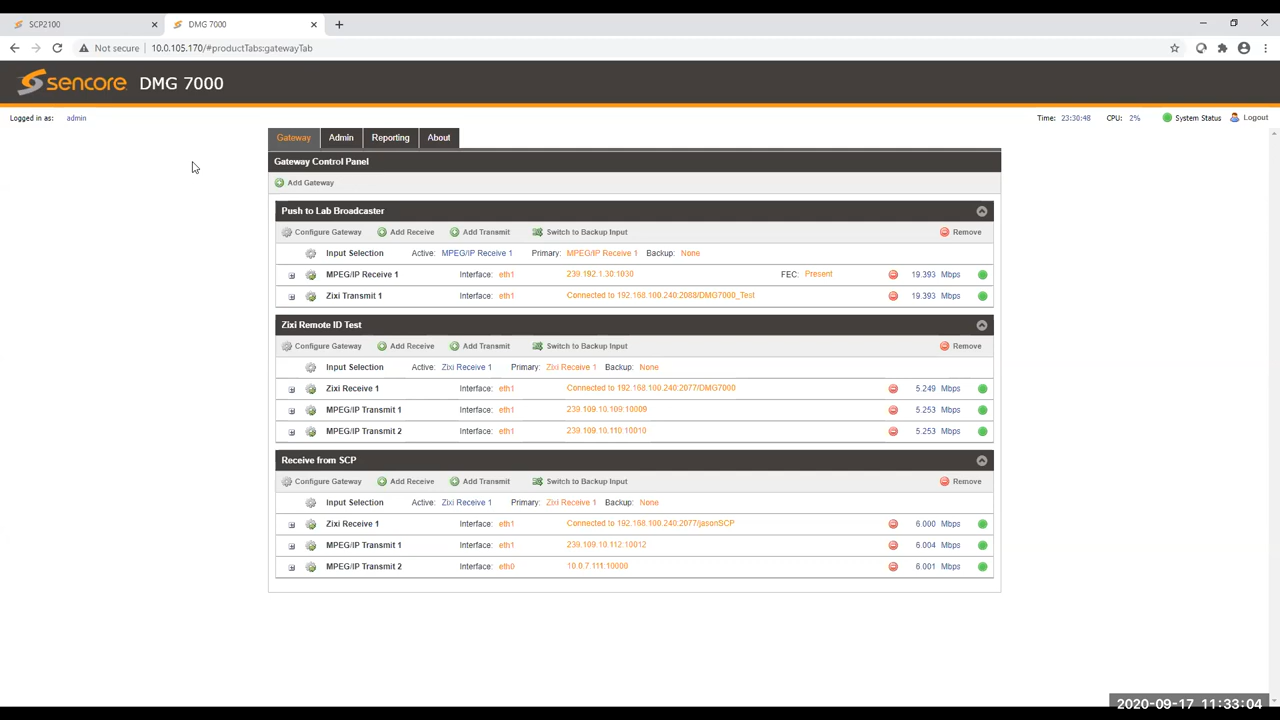 SCP2100
DMG 7000
Not secure 10.0.105.170/#productTabs:gatewayTab
sencore DMG 7000
Logged in as: admin
Time: 23:30:48 CPU: 2% System Status Logout
Gateway Admin Reporting About
Gateway Control Panel
Add Gateway
Push to Lab Broadcaster
Configure Gateway Add Receive Add Transmit Switch to Backup Input Remove
Input Selection Active: MPEG/IP Receive 1 Primary: MPEG/IP Receive 1 Backup: None
MPEG/IP Receive 1 Interface: eth1 239.192.1.30:1030 FEC: Present 19.393 Mbps
Zixi Transmit 1 Interface: eth1 Connected to 192.168.100.240:2088/DMG7000_Test 19.393 Mbps
Zixi Remote ID Test
Configure Gateway Add Receive Add Transmit Switch to Backup Input Remove
Input Selection Active: Zixi Receive 1 Primary: Zixi Receive 1 Backup: None
Zixi Receive 1 Interface: eth1 Connected to 192.168.100.240:2077/DMG7000 5.249 Mbps
MPEG/IP Transmit 1 Interface: eth1 239.109.10.109:10009 5.253 Mbps
MPEG/IP Transmit 2 Interface: eth1 239.109.10.110:10010 5.253 Mbps
Receive from SCP
Configure Gateway Add Receive Add Transmit Switch to Backup Input Remove
Input Selection Active: Zixi Receive 1 Primary: Zixi Receive 1 Backup: None
Zixi Receive 1 Interface: eth1 Connected to 192.168.100.240:2077/jasonSCP 6.000 Mbps
MPEG/IP Transmit 1 Interface: eth1 239.109.10.112:10012 6.004 Mbps
MPEG/IP Transmit 2 Interface: eth0 10.0.7.111:10000 6.001 Mbps
2020-09-17 11:33:04